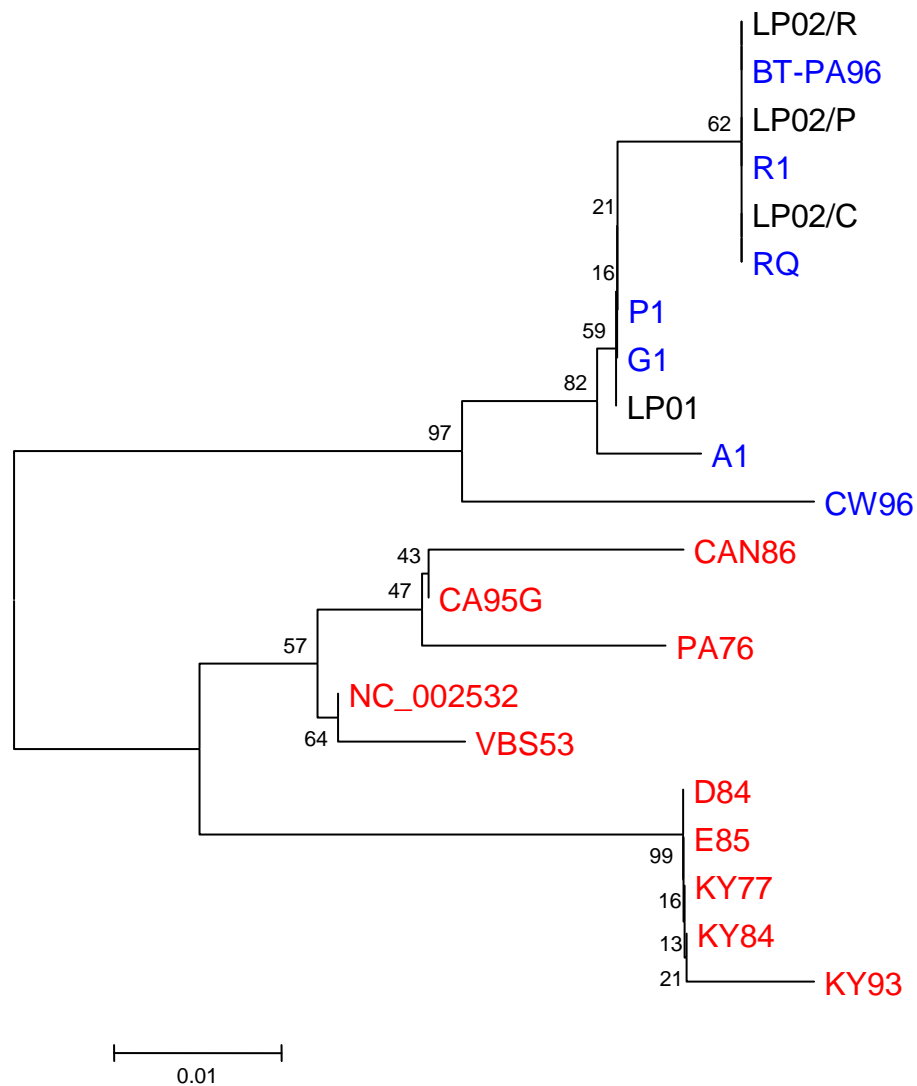 LP02/R
BT-PA96
LP02/P
62
R1
LP02/C
21
RQ
16
P1
59
G1
82
LP01
97
A1
CW96
CAN86
43
47
CA95G
57
PA76
NC_002532
64
VBS53
D84
E85
99
KY77
16
KY84
13
21
KY93
0.01